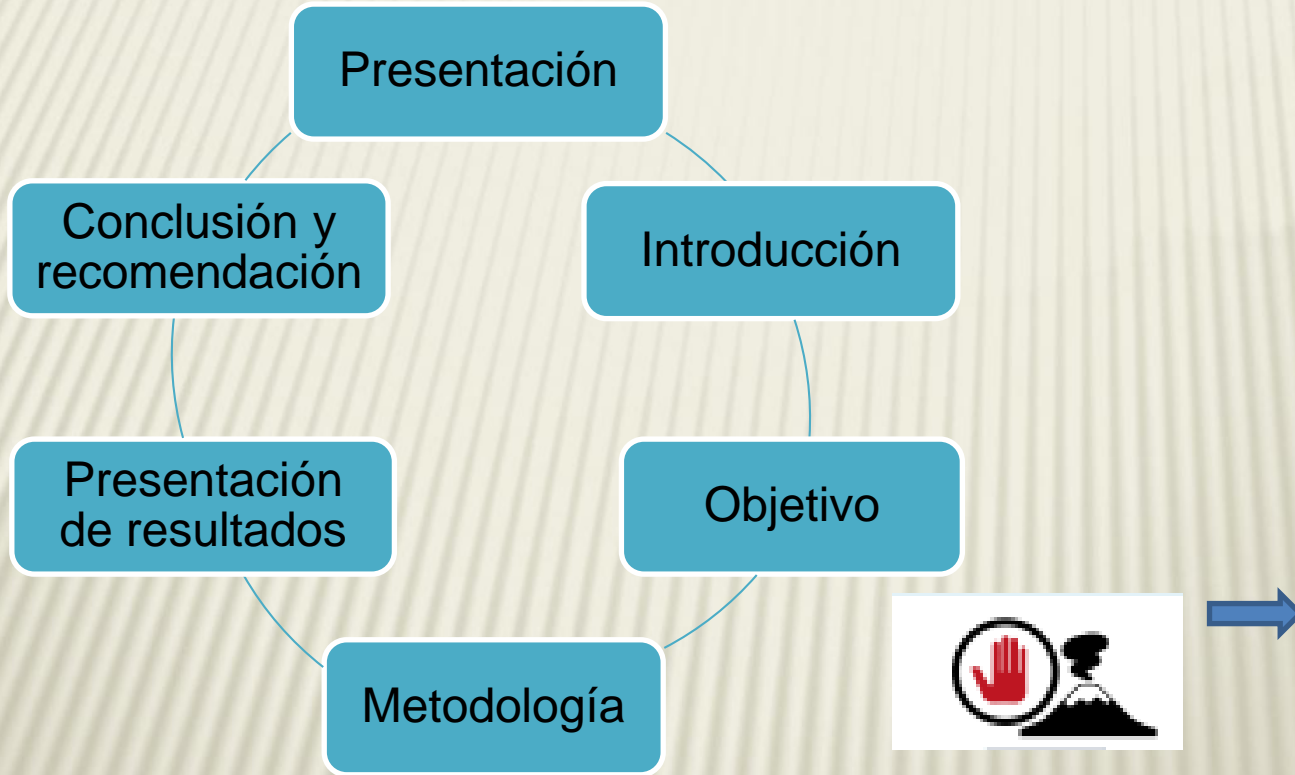 Presentación
Introducción
Objetivo
Metodología
Presentación
de resultados
Conclusión y
recomendación